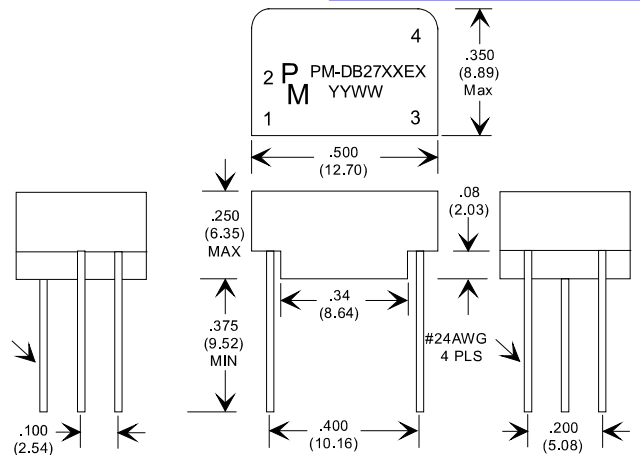 4
2 PM PM-DB27XXEX
YYWW
1 3
.350
(8.89)
Max
.500
(12.70)
.250
(6.35)
MAX
.08
(2.03)
.34
(8.64)
.375
(9.52)
MIN
#24AWG
4 PLS
.100
(2.54)
.400
(10.16)
.200
(5.08)